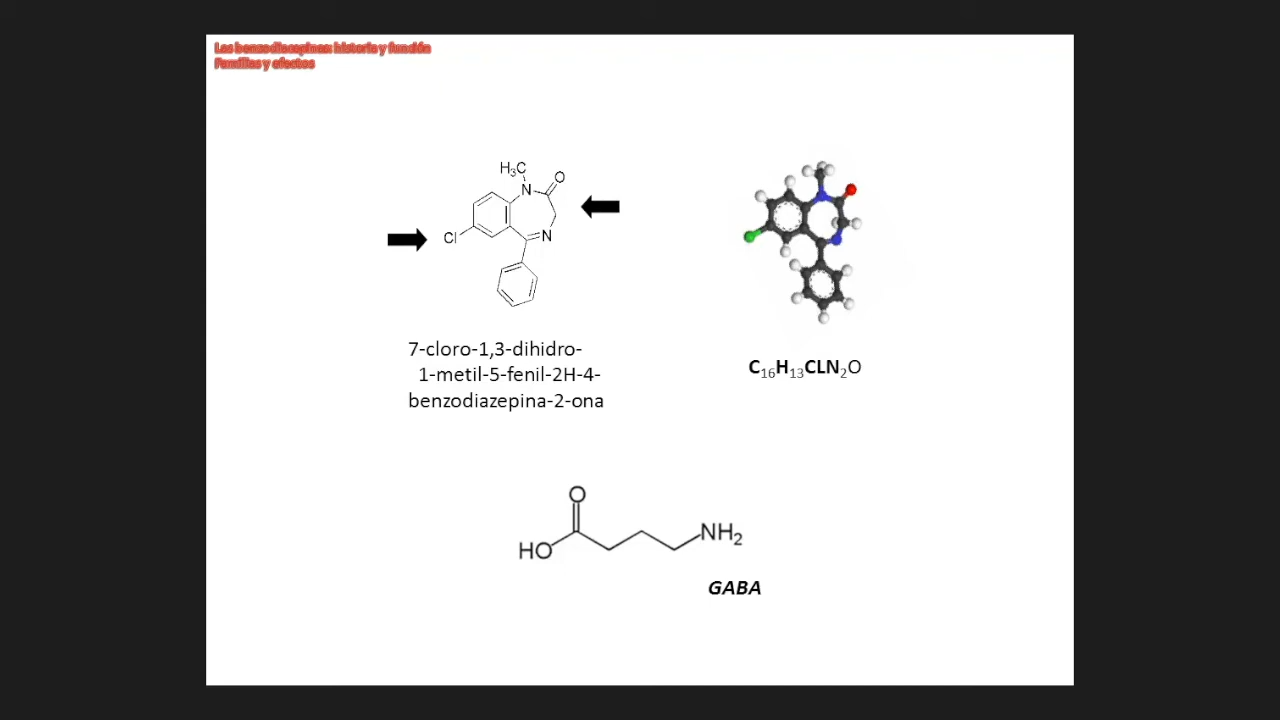 Las benzodiacepinas: historia y función
Familias y efectos
H₃C
O
N
Cl
N
7-cloro-1,3-dihidro-
1-metil-5-fenil-2H-4-
benzodiazepina-2-ona
C₁₆H₁₃CLN₂O
O
HO
NH₂
GABA